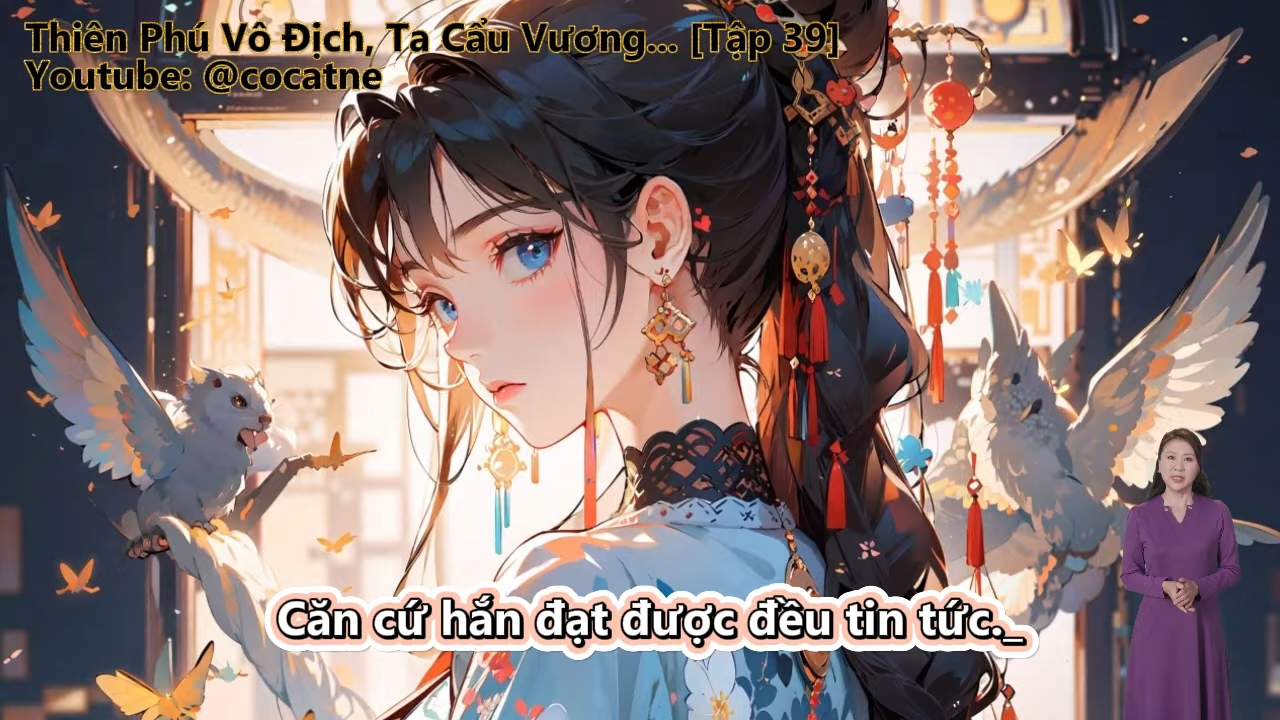 Thiên Phú Vô Địch, Ta Cẩu Vương... [Tập 39]
Youtube: @cocatne
Căn cứ hắn đạt được đều tin tức._